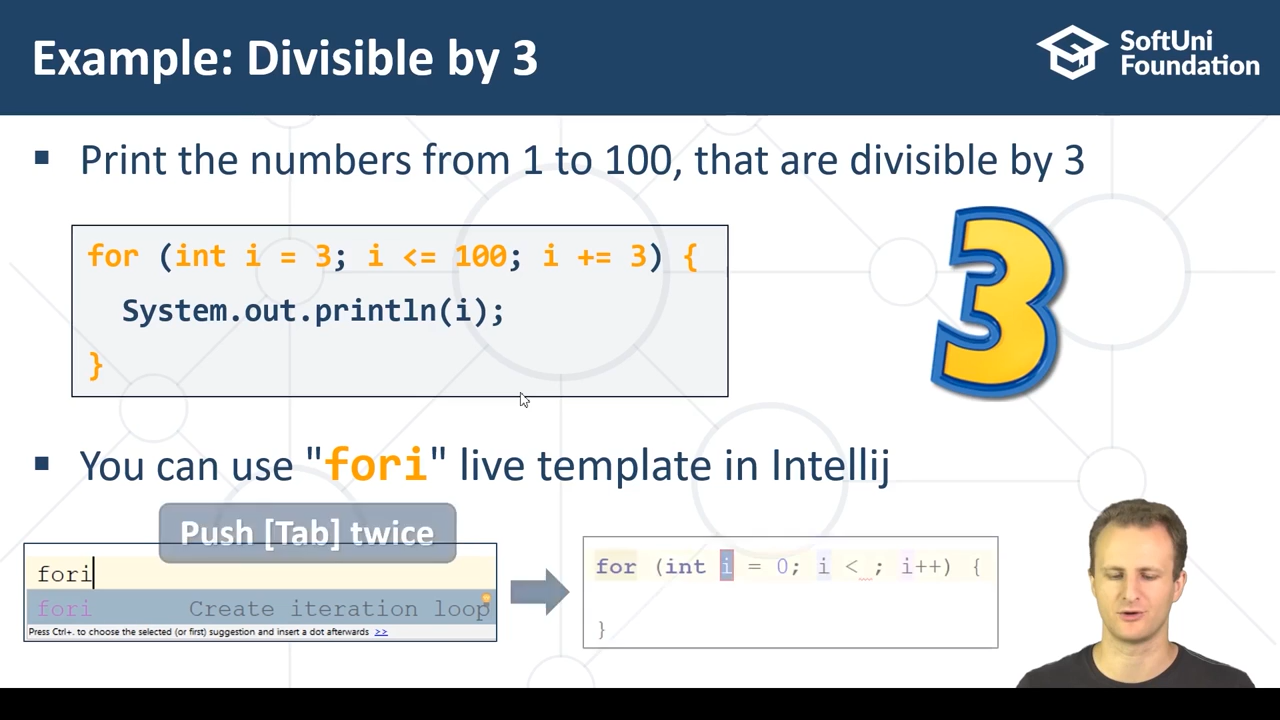 Example: Divisible by 3
SoftUni
Foundation
▪ Print the numbers from 1 to 100, that are divisible by 3
for (int i = 3; i <= 100; i += 3) {
System.out.println(i);
}
3
▪ You can use "fori" live template in Intellij
Push [Tab] twice
fori
fori Create iteration loop
Press Ctrl+. to choose the selected (or first) suggestion and insert a dot afterwards >>
for (int i = 0; i < ; i++) {
}